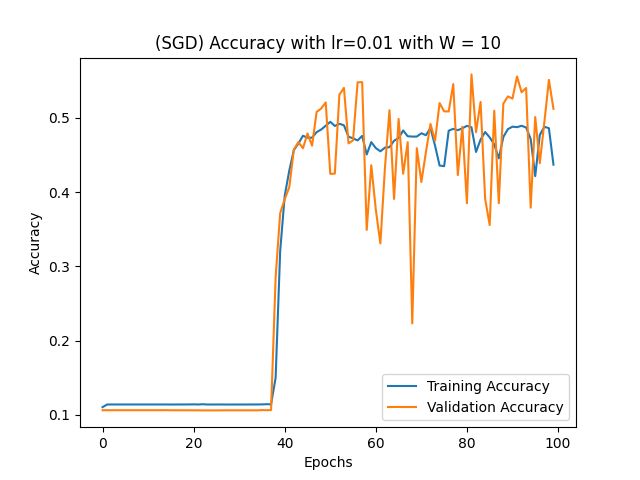 (SGD) Accuracy with lr=0.01 with W = 10
Accuracy
0.5
0.4
0.3
0.2
0.1
Training Accuracy
Validation Accuracy
0 20 40 60 80 100
Epochs